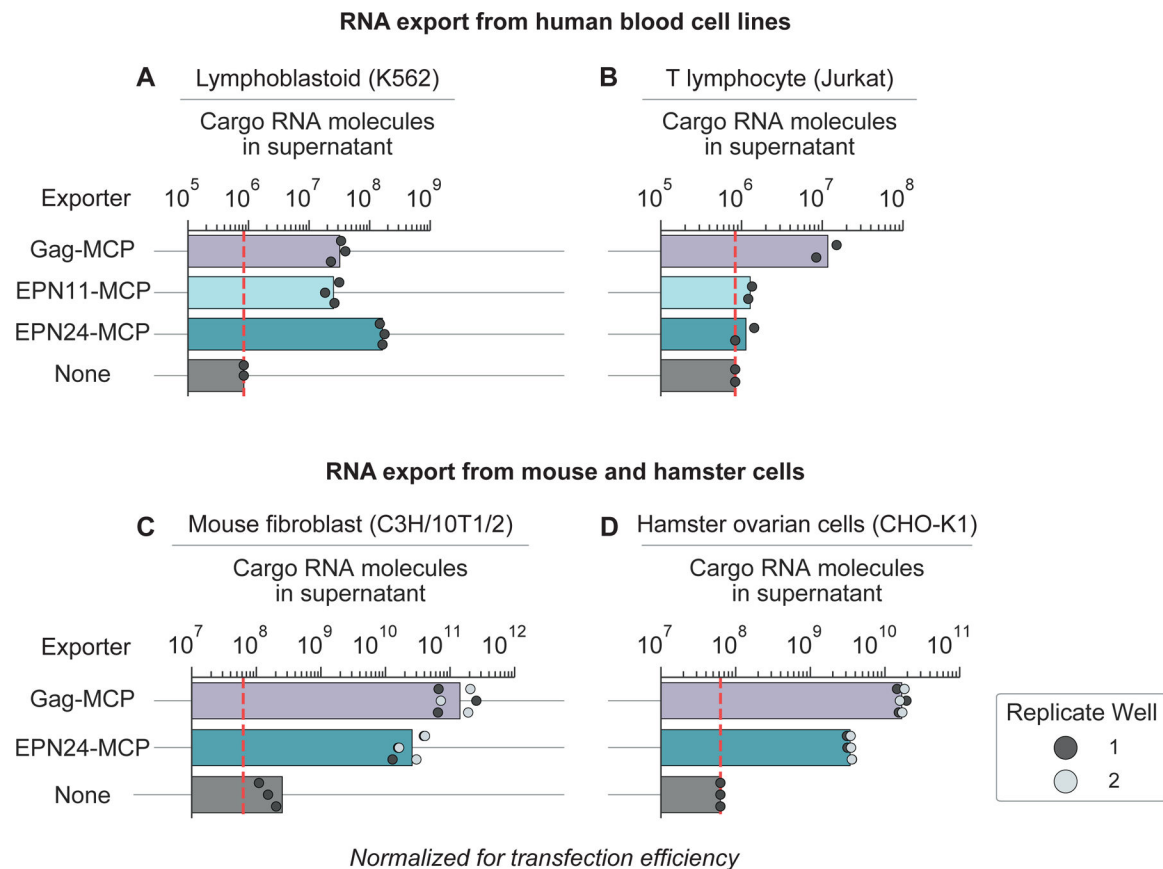 RNA export from human blood cell lines
A Lymphoblastoid (K562)
Cargo RNA molecules
in supernatant
Exporter 10^5 10^6 10^7 10^8 10^9
Gag-MCP
EPN11-MCP
EPN24-MCP
None
B T lymphocyte (Jurkat)
Cargo RNA molecules
in supernatant
10^5 10^6 10^7 10^8
RNA export from mouse and hamster cells
C Mouse fibroblast (C3H/10T1/2)
Cargo RNA molecules
in supernatant
Exporter 10^7 10^8 10^9 10^10 10^11 10^12
Gag-MCP
EPN24-MCP
None
D Hamster ovarian cells (CHO-K1)
Cargo RNA molecules
in supernatant
10^7 10^8 10^9 10^10 10^11
Replicate Well
1
2
Normalized for transfection efficiency